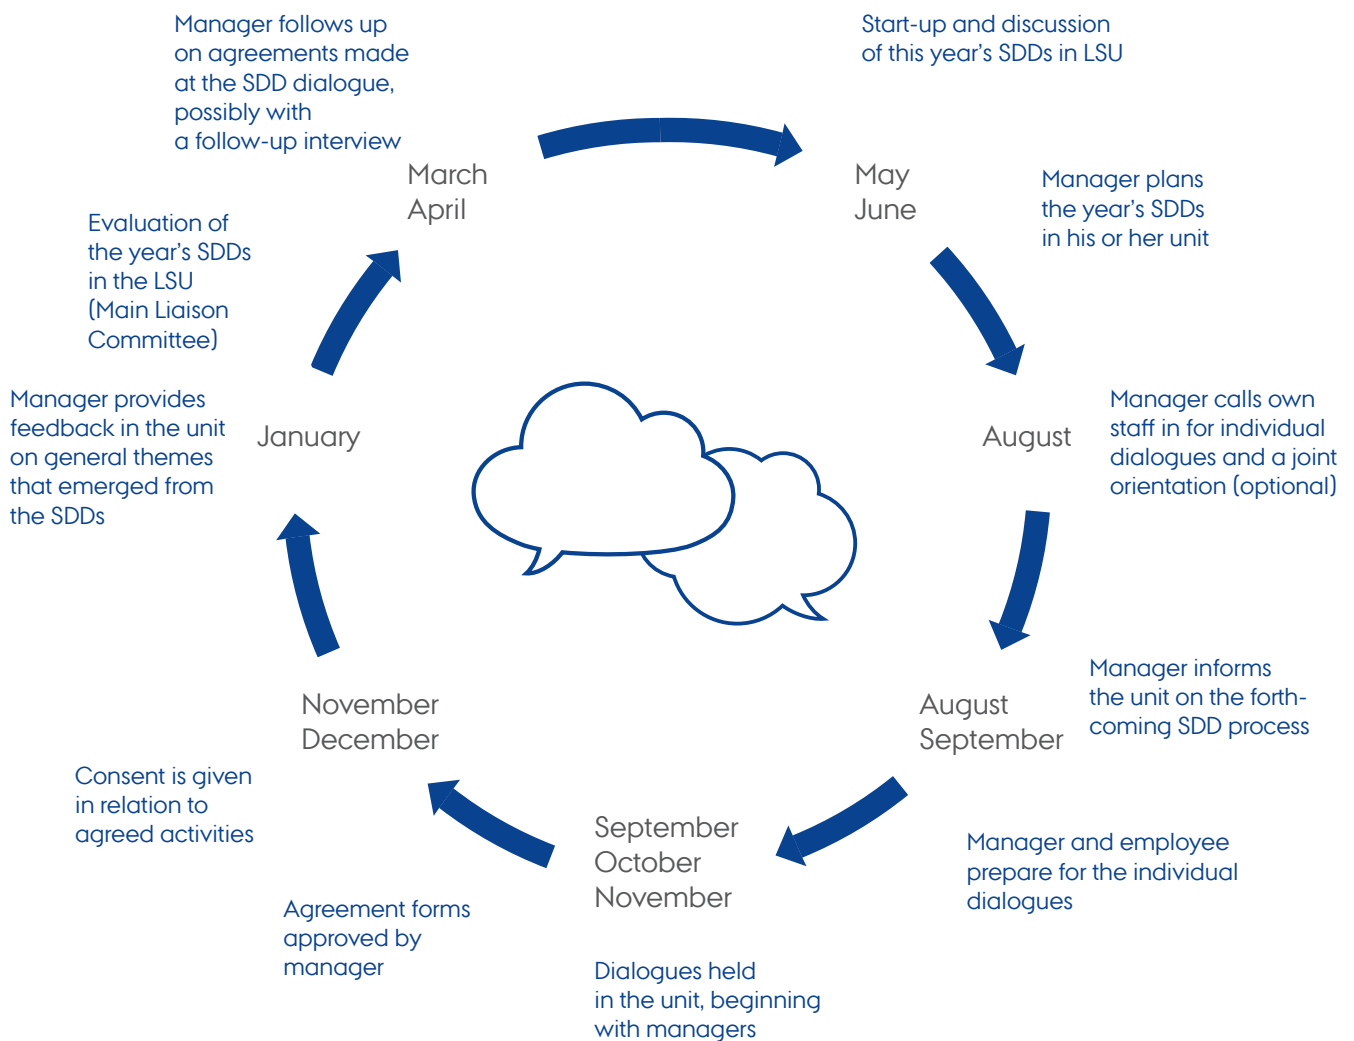 Manager follows up
on agreements made
at the SDD dialogue,
possibly with
a follow-up interview
March
April
Start-up and discussion
of this year's SDDs in LSU
May
June
Manager plans
the year's SDDs
in his or her unit
August
Manager calls own
staff in for individual
dialogues and a joint
orientation (optional)
August
September
Manager informs
the unit on the forth-
coming SDD process
Manager and employee
prepare for the individual
dialogues
September
October
November
Dialogues held
in the unit, beginning
with managers
Agreement forms
approved by
manager
November
December
Consent is given
in relation to
agreed activities
January
Manager provides
feedback in the unit
on general themes
that emerged from
the SDDs
Evaluation of
the year's SDDs
in the LSU
(Main Liaison
Committee)